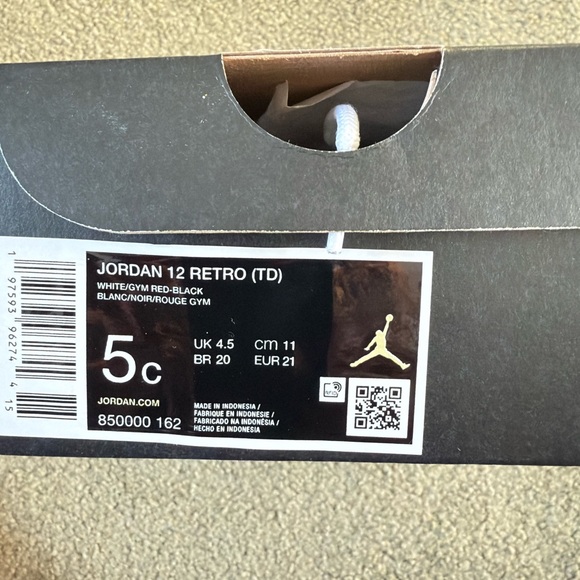 JORDAN 12 RETRO (TD)
WHITE/GYM RED-BLACK
BLANC/NOIR/ROUGE GYM
5c
UK 4.5 cm 11
BR 20 EUR 21
JORDAN.COM
850000 162
MADE IN INDONESIA /
FABRIQUE EN INDONESIE /
FABRICADO NA INDONÉSIA /
HECHO EN INDONESIA
RFID
1 97593 96274 4 15